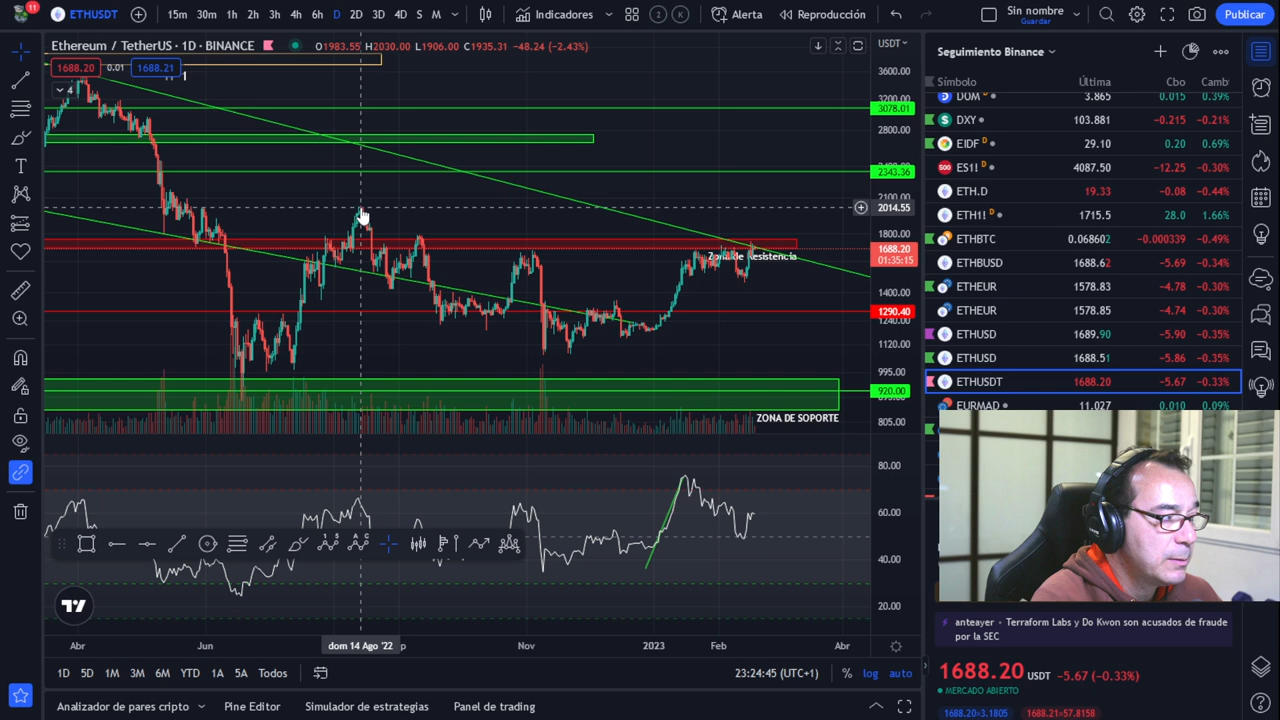 11
ETHUSDT
15m 30m 1h 2h 3h 4h 6h D 2D 3D 4D S M
Indicadores
2 K
Alerta
Reproducción
Sin nombre
Guardar
Publicar
Ethereum / TetherUS · 1D · BINANCE
O1983.55 H2030.00 L1906.00 C1935.31 −48.24 (−2.43%)
USDT
1688.20 0.01 1688.21
4
3600.00
3078.01
2800.00
2343.36
2014.55
1800.00
1688.20
01:35:15
Zona de Resistencia
1400.00
1290.40
1240.00
1120.00
995.00
920.00
805.00
ZONA DE SOPORTE
80.00
60.00
40.00
20.00
Abr Jun dom 14 Ago '22 Nov 2023 Feb Abr
1D 5D 1M 3M 6M YTD 1A 5A Todos
23:24:45 (UTC+1) % log auto
Analizador de pares cripto Pine Editor Simulador de estrategias Panel de trading
Seguimiento Binance
Símbolo Última Cbo Camb
DOM D 3.865 0.015 0.39%
DXY 103.881 −0.215 −0.21%
EIDF D 29.10 0.20 0.69%
500 ES1! D 4087.50 −12.25 −0.30%
ETH.D 19.33 −0.08 −0.44%
ETH1! D 1715.5 28.0 1.66%
ETHBTC 0.068602 −0.000339 −0.49%
ETHBUSD 1688.62 −5.69 −0.34%
ETHEUR 1578.83 −4.78 −0.30%
ETHEUR 1578.85 −4.74 −0.30%
ETHUSD 1689.90 −5.90 −0.35%
ETHUSD 1688.51 −5.86 −0.35%
ETHUSDT 1688.20 −5.67 −0.33%
EURMAD 11.027 0.010 0.09%
anteayer · Terraform Labs y Do Kwon son acusados de fraude
por la SEC
1688.20 USDT −5.67 (−0.33%)
MERCADO ABIERTO
1688.20×3.1805 1688.21×57.8158